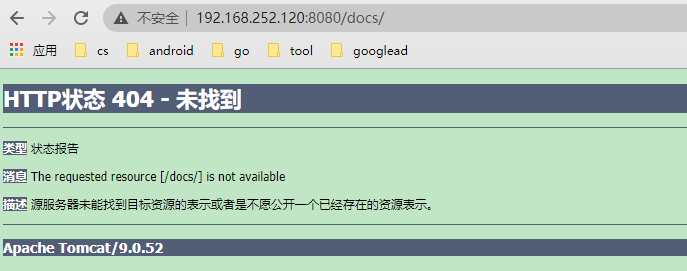 不安全 192.168.252.120:8080/docs/
应用 cs android go tool googlead
HTTP状态 404 - 未找到
类型 状态报告
消息 The requested resource [/docs/] is not available
描述 源服务器未能找到目标资源的表示或者是不愿公开一个已经存在的资源表示。
Apache Tomcat/9.0.52